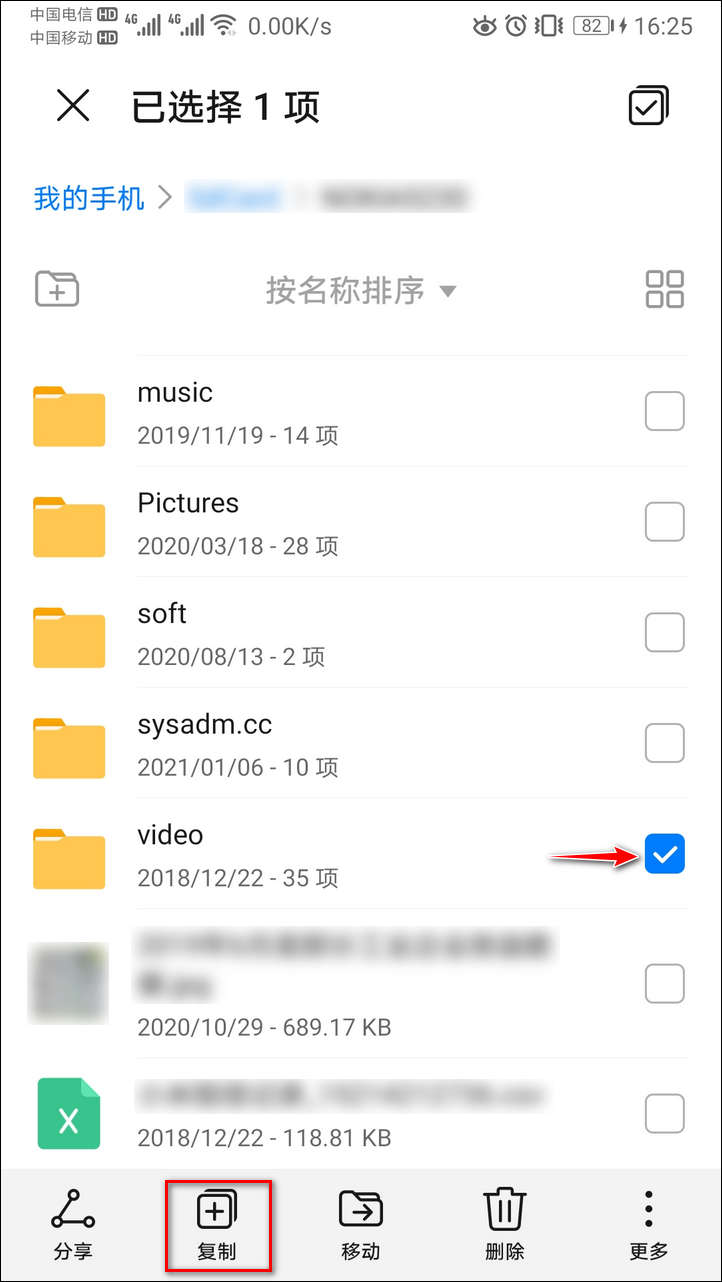 中国电信 HD 4G 4G 0.00K/s 82 16:25
中国移动 HD
已选择 1 项
我的手机
按名称排序
music
2019/11/19 - 14 项
Pictures
2020/03/18 - 28 项
soft
2020/08/13 - 2 项
sysadm.cc
2021/01/06 - 10 项
video
2018/12/22 - 35 项
2020/10/29 - 689.17 KB
X
2018/12/22 - 118.81 KB
分享 复制 移动 删除 更多